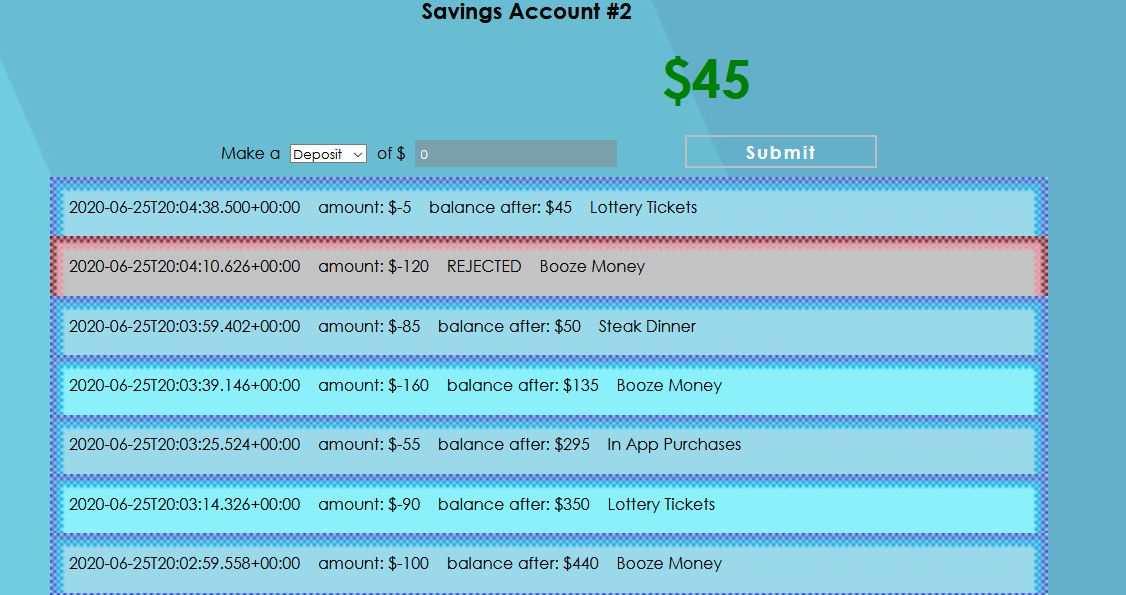 Savings Account #2
$45
Make a Deposit of $ 0 Submit
2020-06-25T20:04:38.500+00:00 amount: $-5 balance after: $45 Lottery Tickets
2020-06-25T20:04:10.626+00:00 amount: $-120 REJECTED Booze Money
2020-06-25T20:03:59.402+00:00 amount: $-85 balance after: $50 Steak Dinner
2020-06-25T20:03:39.146+00:00 amount: $-160 balance after: $135 Booze Money
2020-06-25T20:03:25.524+00:00 amount: $-55 balance after: $295 In App Purchases
2020-06-25T20:03:14.326+00:00 amount: $-90 balance after: $350 Lottery Tickets
2020-06-25T20:02:59.558+00:00 amount: $-100 balance after: $440 Booze Money